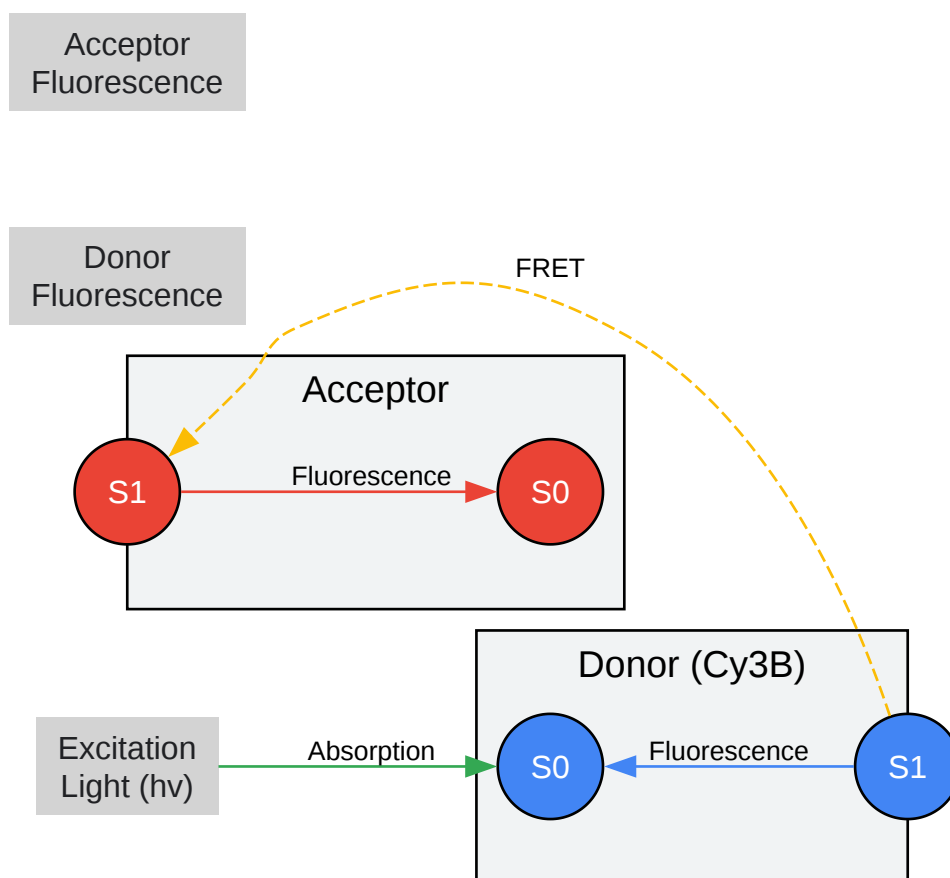 Acceptor
Fluorescence
Donor
Fluorescence
FRET
Acceptor
S1
Fluorescence
S0
Donor (Cy3B)
Excitation
Light (hv)
Absorption
S0
Fluorescence
S1